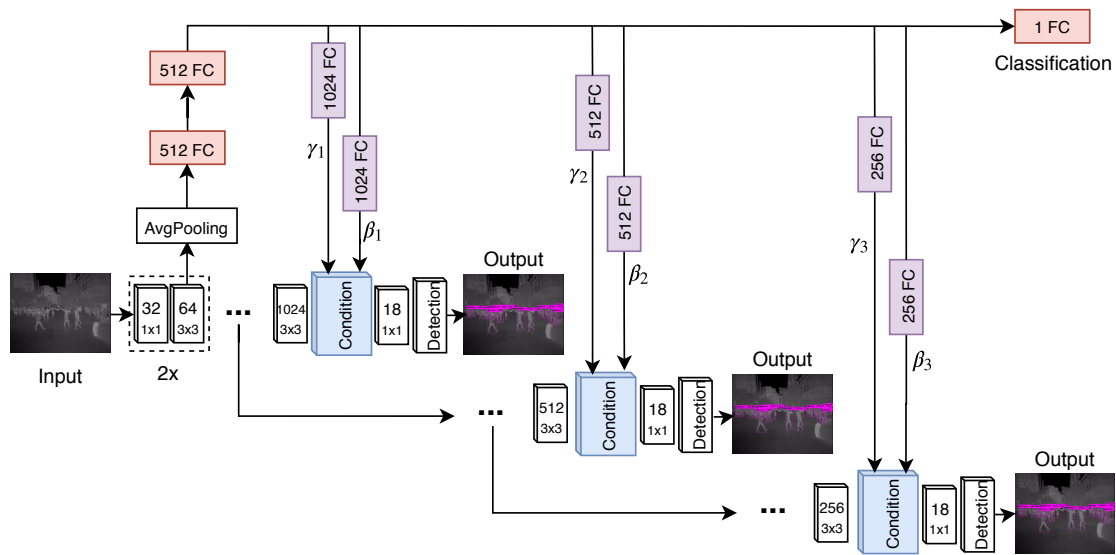 1 FC
Classification
512 FC
512 FC
AvgPooling
1024 FC
γ1
1024 FC
β1
512 FC
γ2
512 FC
β2
256 FC
γ3
256 FC
β3
Input
32
1x1
64
3x3
2x
...
1024
3x3
Condition
18
1x1
Detection
Output
...
512
3x3
Condition
18
1x1
Detection
Output
...
256
3x3
Condition
18
1x1
Detection
Output